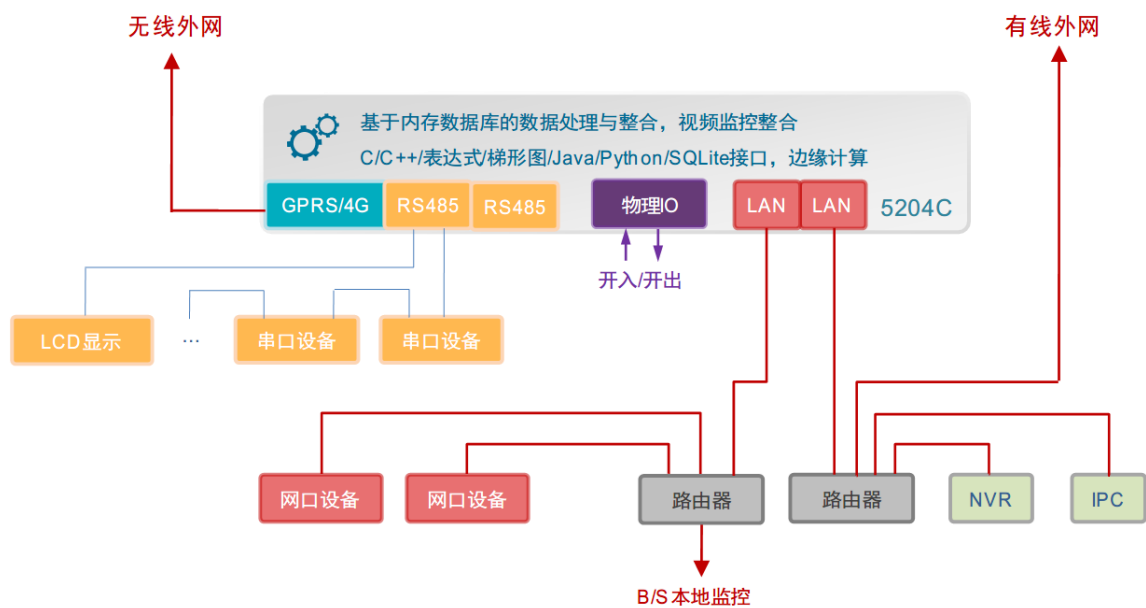 无线外网
有线外网
基于内存数据库的数据处理与整合，视频监控整合
C/C++/表达式/梯形图/Java/Python/SQLite接口，边缘计算
GPRS/4G
RS485
RS485
物理IO
LAN
LAN
5204C
开入/开出
LCD显示
...
串口设备
串口设备
网口设备
网口设备
路由器
路由器
NVR
IPC
B/S本地监控